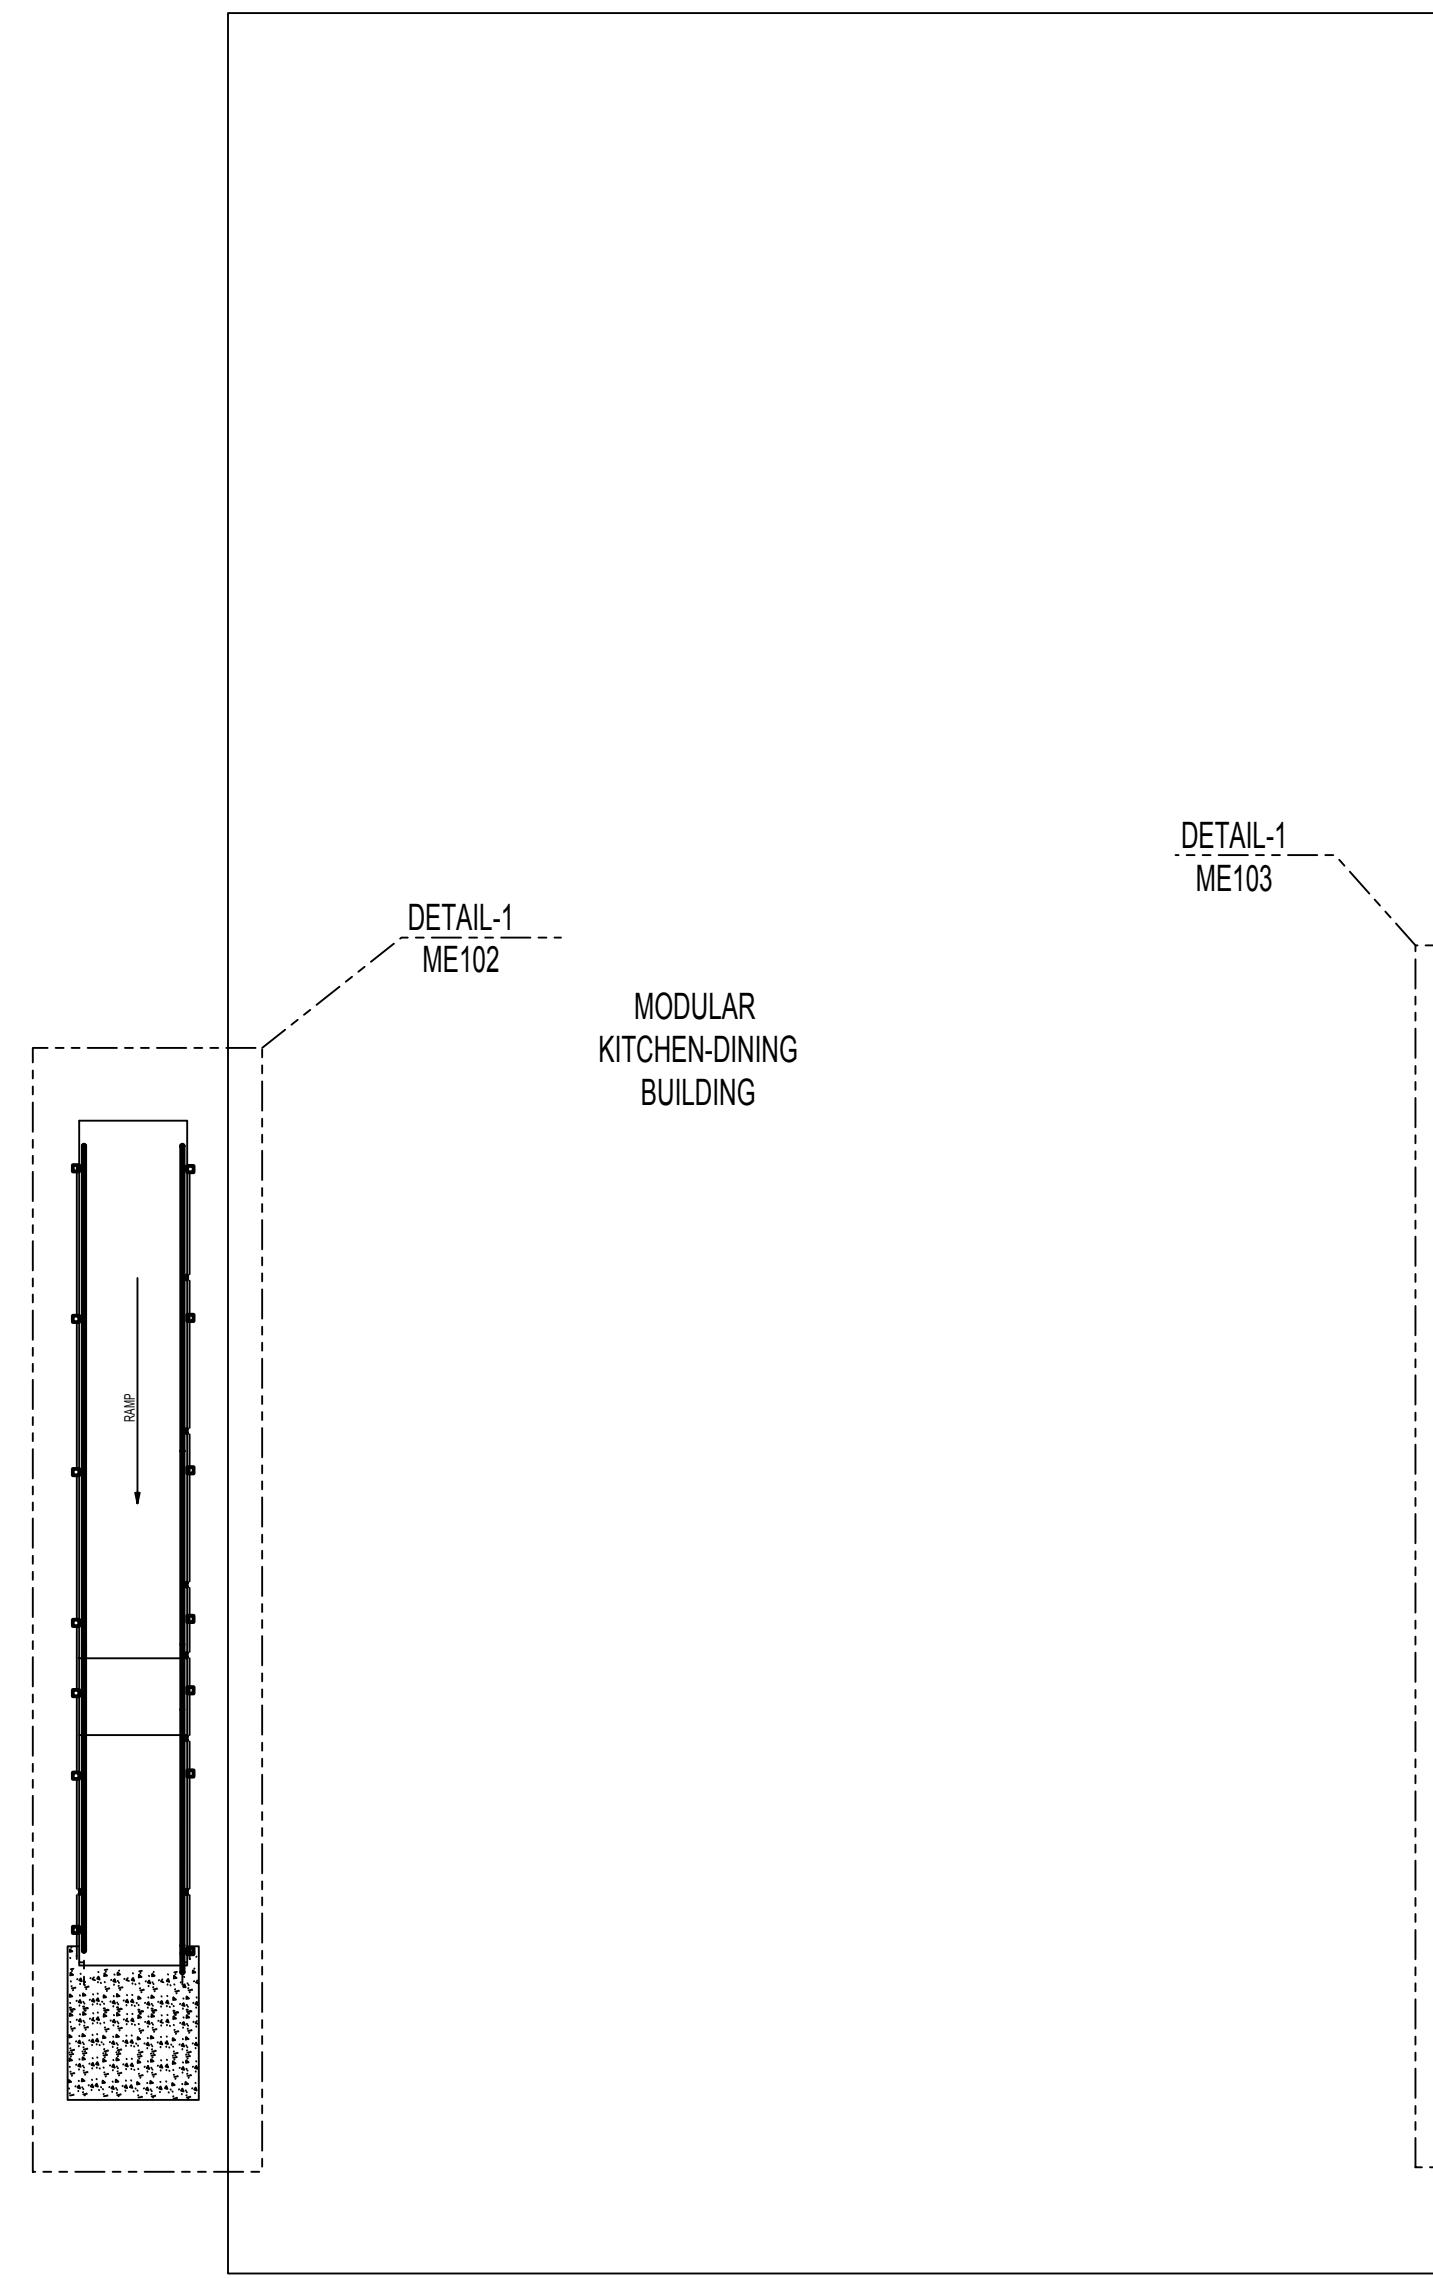 DETAIL-1
ME103
DETAIL-1
ME102
MODULAR
KITCHEN-DINING
BUILDING
RAMP